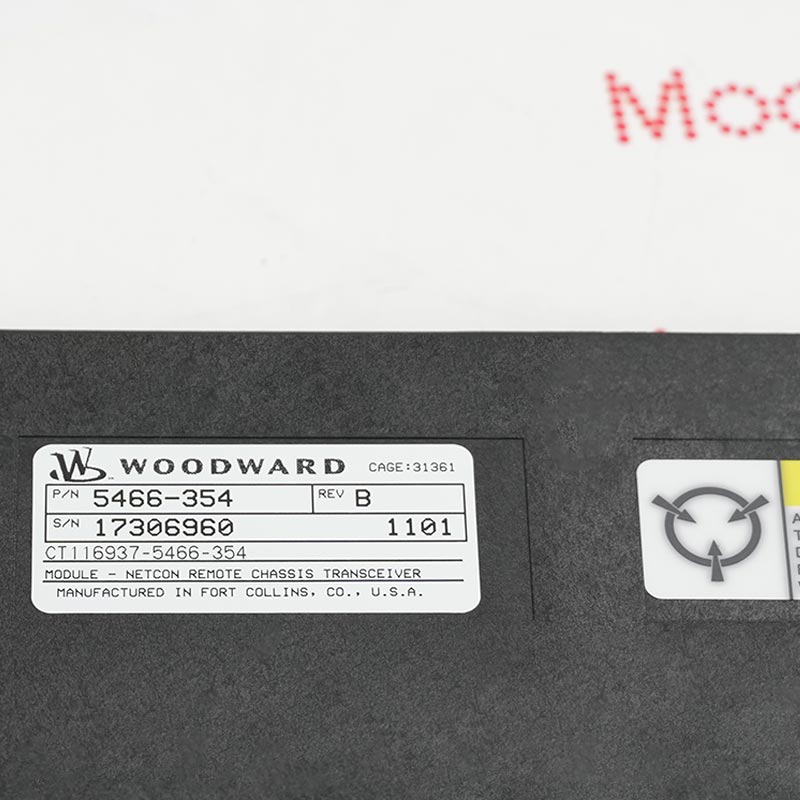 Moo
WOODWARD CAGE:31361
P/N 5466-354 REV B
S/N 17306960 1101
CT116937-5466-354
MODULE - NETCON REMOTE CHASSIS TRANSCEIVER
MANUFACTURED IN FORT COLLINS, CO., U.S.A.